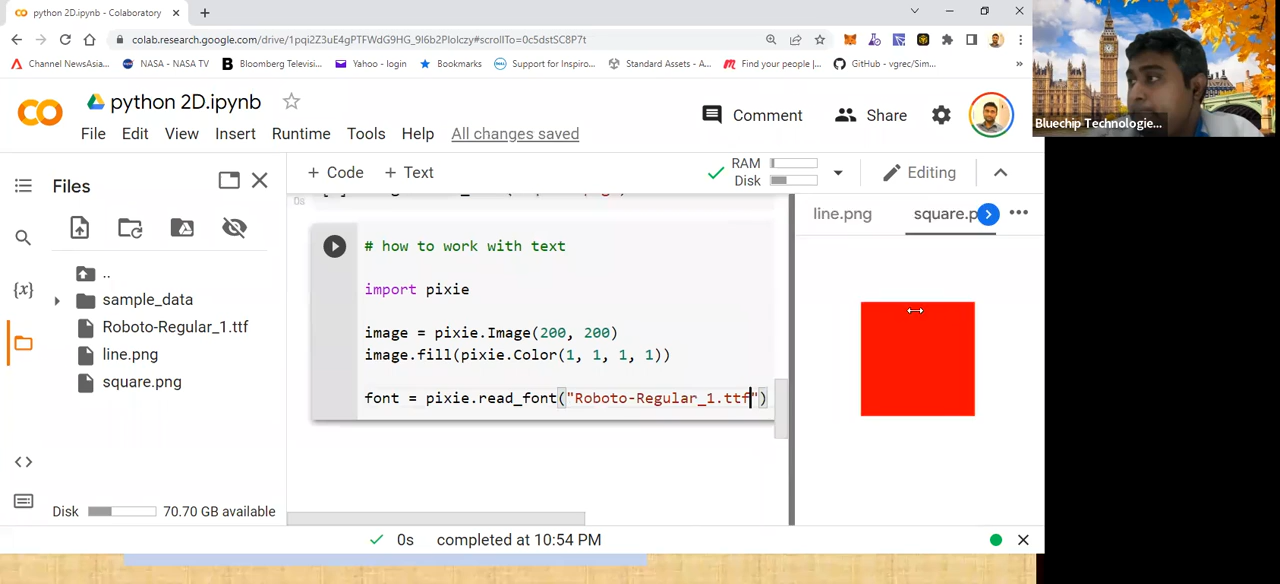 python 2D.ipynb - Colaboratory
colab.research.google.com/drive/1pqi2Z3uE4gPTFWdG9HG_9l6b2PIolczy#scrollTo=0c5dstSC8P7t
Channel NewsAsia... NASA - NASA TV Bloomberg Televisi... Yahoo - login Bookmarks Support for Inspiro... Standard Assets - A... Find your people |... GitHub - vgrec/Sim... »
Bluechip Technologie...
python 2D.ipynb
Comment Share
File Edit View Insert Runtime Tools Help All changes saved
Files
+ Code + Text
RAM
Disk
Editing
line.png square.p
..
sample_data
Roboto-Regular_1.ttf
line.png
square.png
{x}
0s
# how to work with text
import pixie
image = pixie.Image(200, 200)
image.fill(pixie.Color(1, 1, 1, 1))
font = pixie.read_font("Roboto-Regular_1.ttf")
Disk 70.70 GB available
0s completed at 10:54 PM